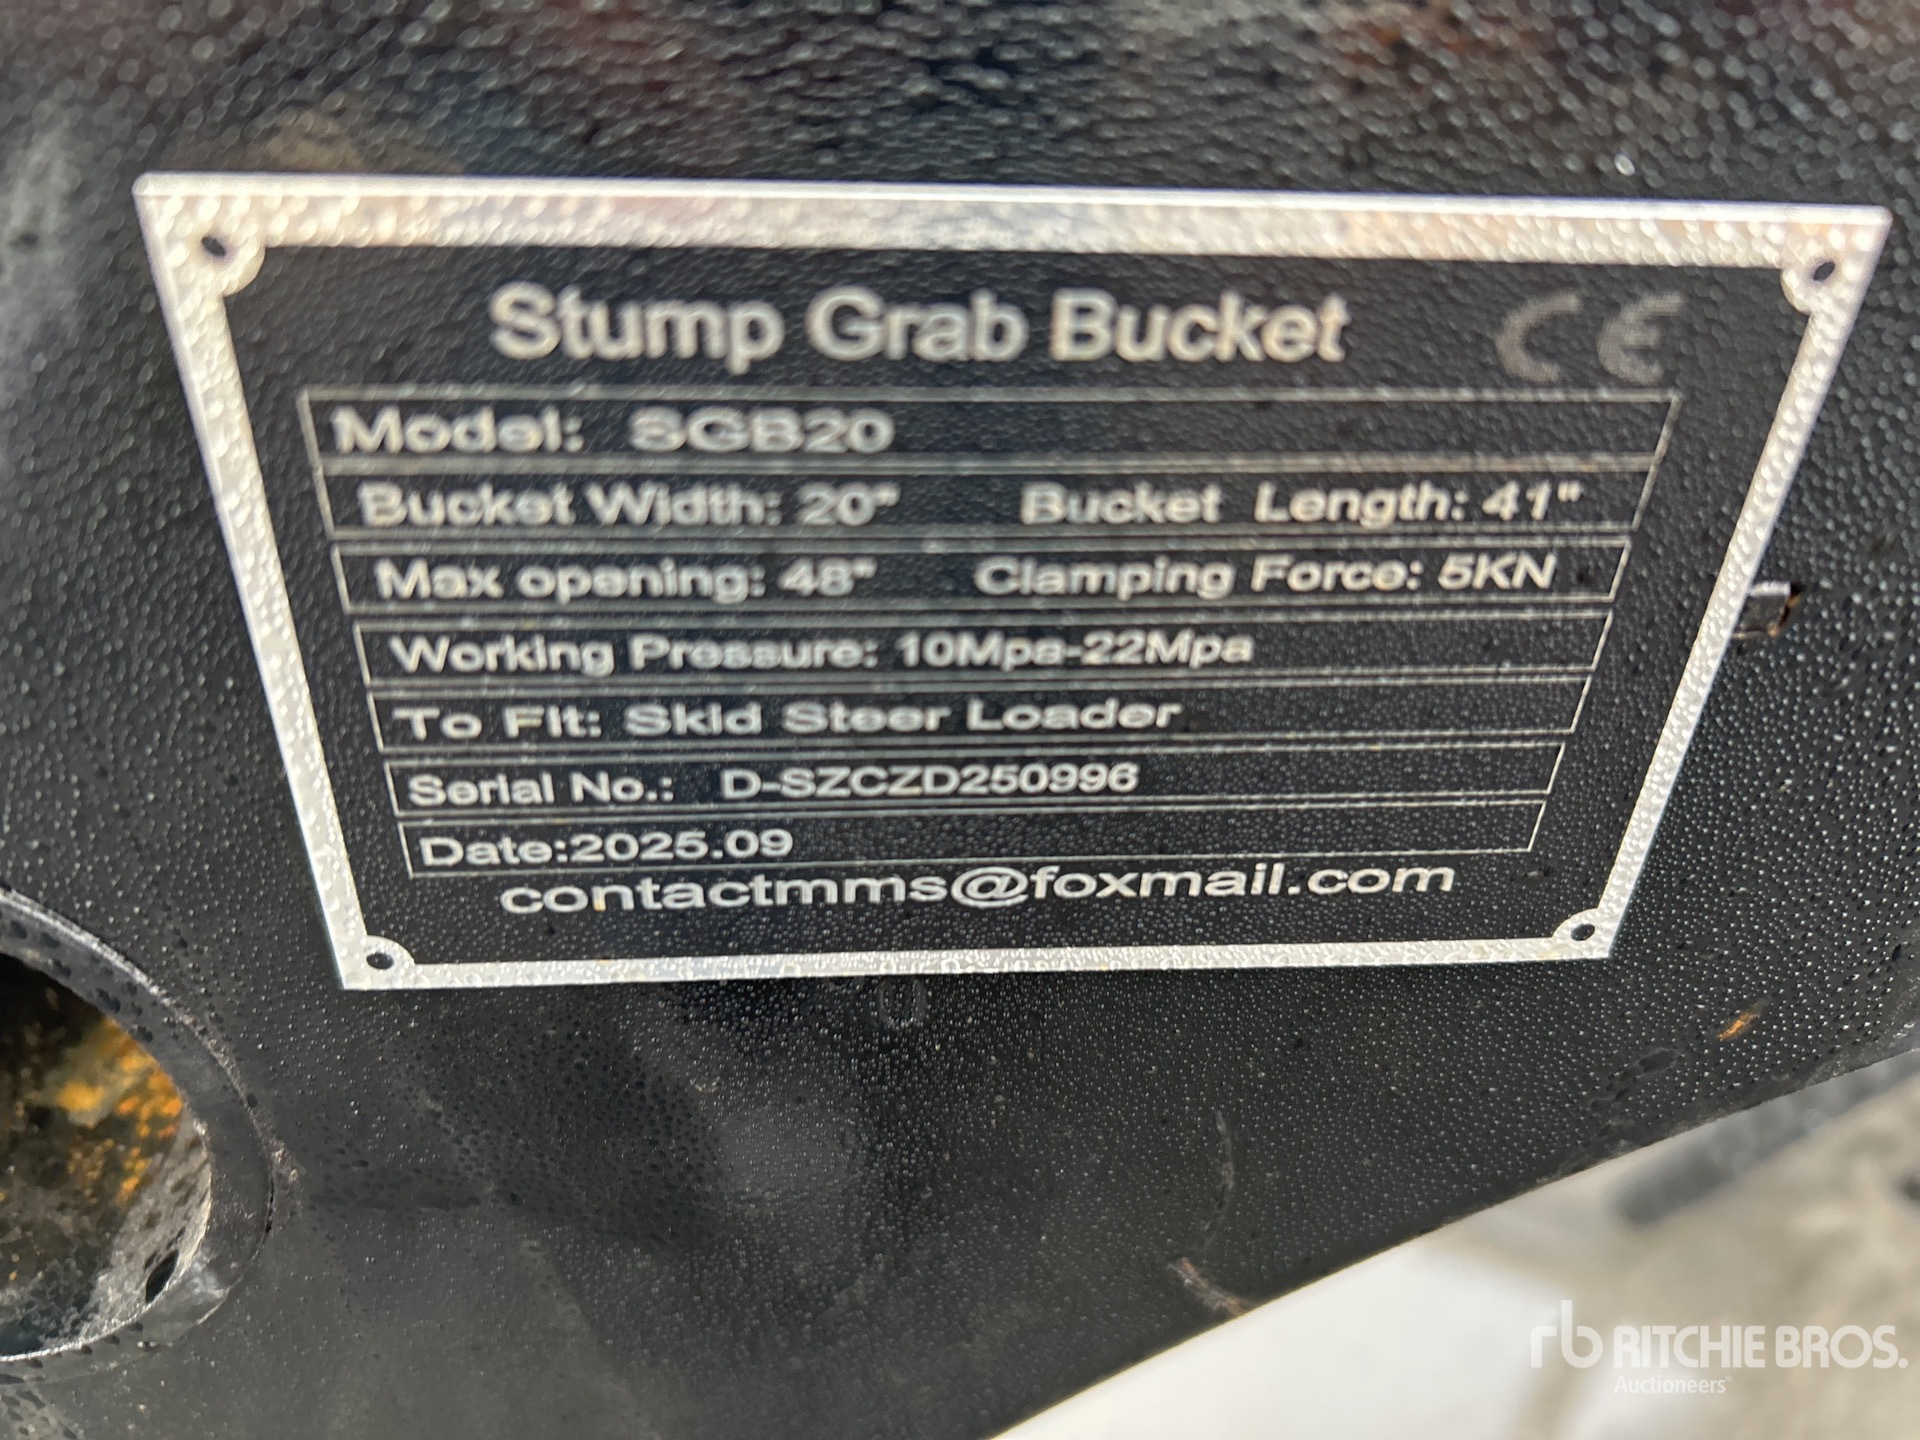 Stump Grab Bucket CE
Model: SGB20
Bucket Width: 20" Bucket Length: 41"
Max opening: 48" Clamping Force: 5KN
Working Pressure: 10Mpa-22Mpa
To Fit: Skid Steer Loader
Serial No.: D-SZCZD250996
Date:2025.09
contactmms@foxmail.com
rb RITCHIE BROS.
Auctioneers